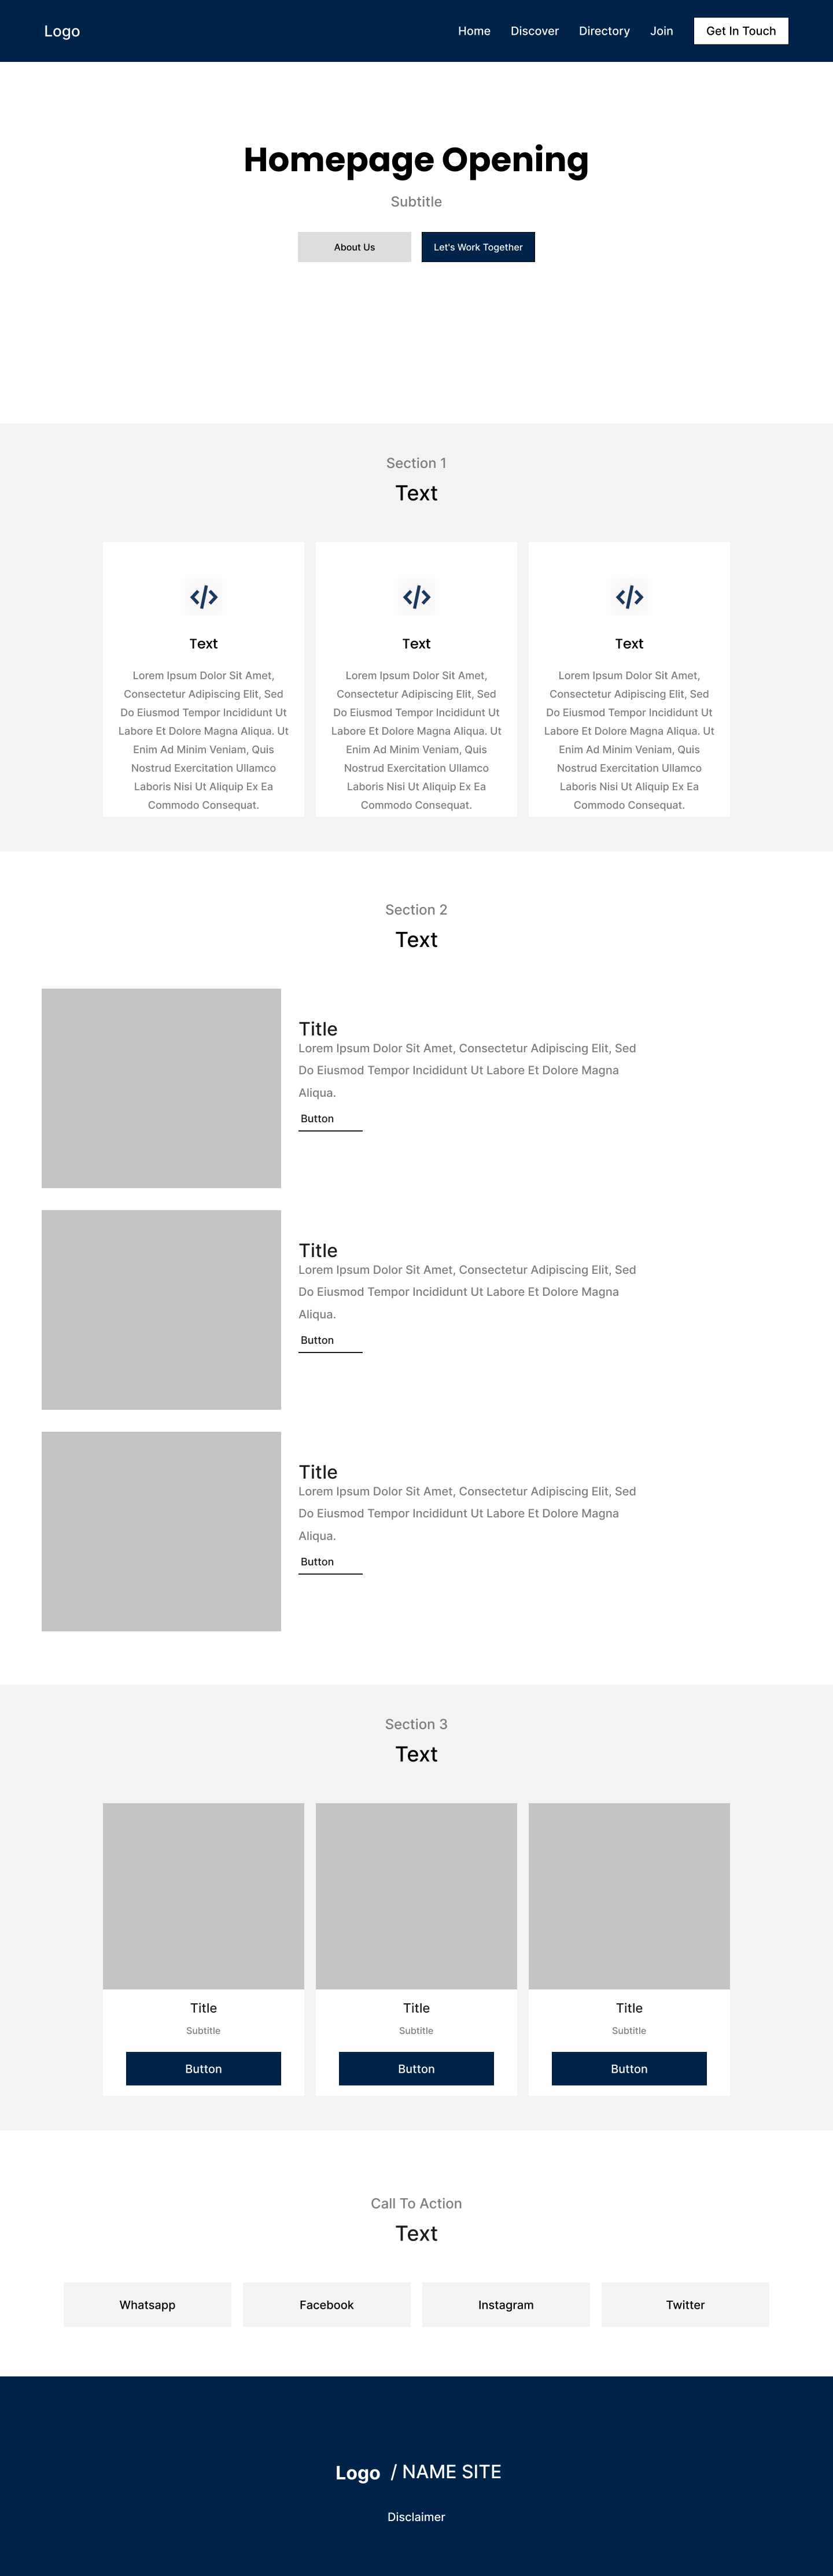 Logo
Home Discover Directory Join Get In Touch
Homepage Opening
Subtitle
About Us
Let's Work Together
Section 1
Text
Text
Lorem Ipsum Dolor Sit Amet,
Consectetur Adipiscing Elit, Sed
Do Eiusmod Tempor Incididunt Ut
Labore Et Dolore Magna Aliqua. Ut
Enim Ad Minim Veniam, Quis
Nostrud Exercitation Ullamco
Laboris Nisi Ut Aliquip Ex Ea
Commodo Consequat.
Text
Lorem Ipsum Dolor Sit Amet,
Consectetur Adipiscing Elit, Sed
Do Eiusmod Tempor Incididunt Ut
Labore Et Dolore Magna Aliqua. Ut
Enim Ad Minim Veniam, Quis
Nostrud Exercitation Ullamco
Laboris Nisi Ut Aliquip Ex Ea
Commodo Consequat.
Text
Lorem Ipsum Dolor Sit Amet,
Consectetur Adipiscing Elit, Sed
Do Eiusmod Tempor Incididunt Ut
Labore Et Dolore Magna Aliqua. Ut
Enim Ad Minim Veniam, Quis
Nostrud Exercitation Ullamco
Laboris Nisi Ut Aliquip Ex Ea
Commodo Consequat.
Section 2
Text
Title
Lorem Ipsum Dolor Sit Amet, Consectetur Adipiscing Elit, Sed
Do Eiusmod Tempor Incididunt Ut Labore Et Dolore Magna
Aliqua.
Button
Title
Lorem Ipsum Dolor Sit Amet, Consectetur Adipiscing Elit, Sed
Do Eiusmod Tempor Incididunt Ut Labore Et Dolore Magna
Aliqua.
Button
Title
Lorem Ipsum Dolor Sit Amet, Consectetur Adipiscing Elit, Sed
Do Eiusmod Tempor Incididunt Ut Labore Et Dolore Magna
Aliqua.
Button
Section 3
Text
Title
Subtitle
Button
Title
Subtitle
Button
Title
Subtitle
Button
Call To Action
Text
Whatsapp
Facebook
Instagram
Twitter
Logo / NAME SITE
Disclaimer